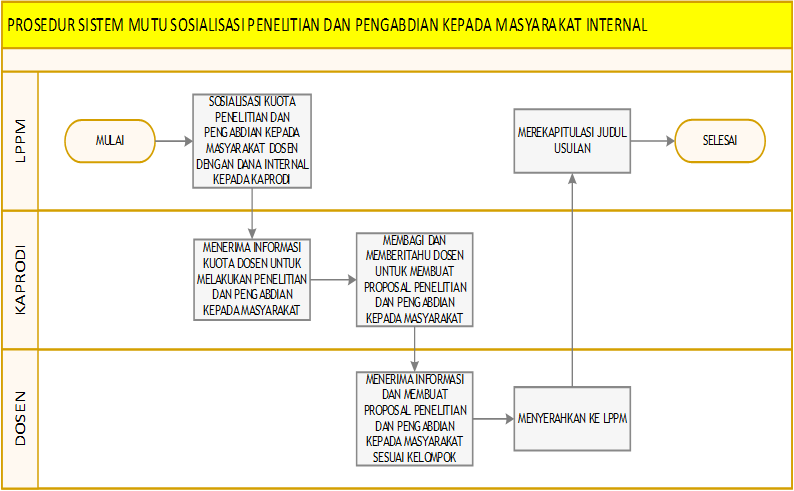 PROSEDUR SISTEM MUTU SOSIALISASI PENELITIAN DAN PENGABDIAN KEPADA MASYARAKAT INTERNAL
LPPM
MULAI
SOSIALISASI KUOTA
PENELITIAN DAN
PENGABDIAN KEPADA
MASYARAKAT DOSEN
DENGAN DANA INTERNAL
KEPADA KAPRODI
MEREKAPITULASI JUDUL
USULAN
SELESAI
KAPRODI
MENERIMA INFORMASI
KUOTA DOSEN UNTUK
MELAKUKAN PENELITIAN
DAN PENGABDIAN
KEPADA MASYARAKAT
MEMBAGI DAN
MEMBERITAHU DOSEN
UNTUK MEMBUAT
PROPOSAL PENELITIAN
DAN PENGABDIAN
KEPADA MASYARAKAT
DOSEN
MENERIMA INFORMASI
DAN MEMBUAT
PROPOSAL PENELITIAN
DAN PENGABDIAN
KEPADA MASYARAKAT
SESUAI KELOMPOK
MENYERAHKAN KE LPPM